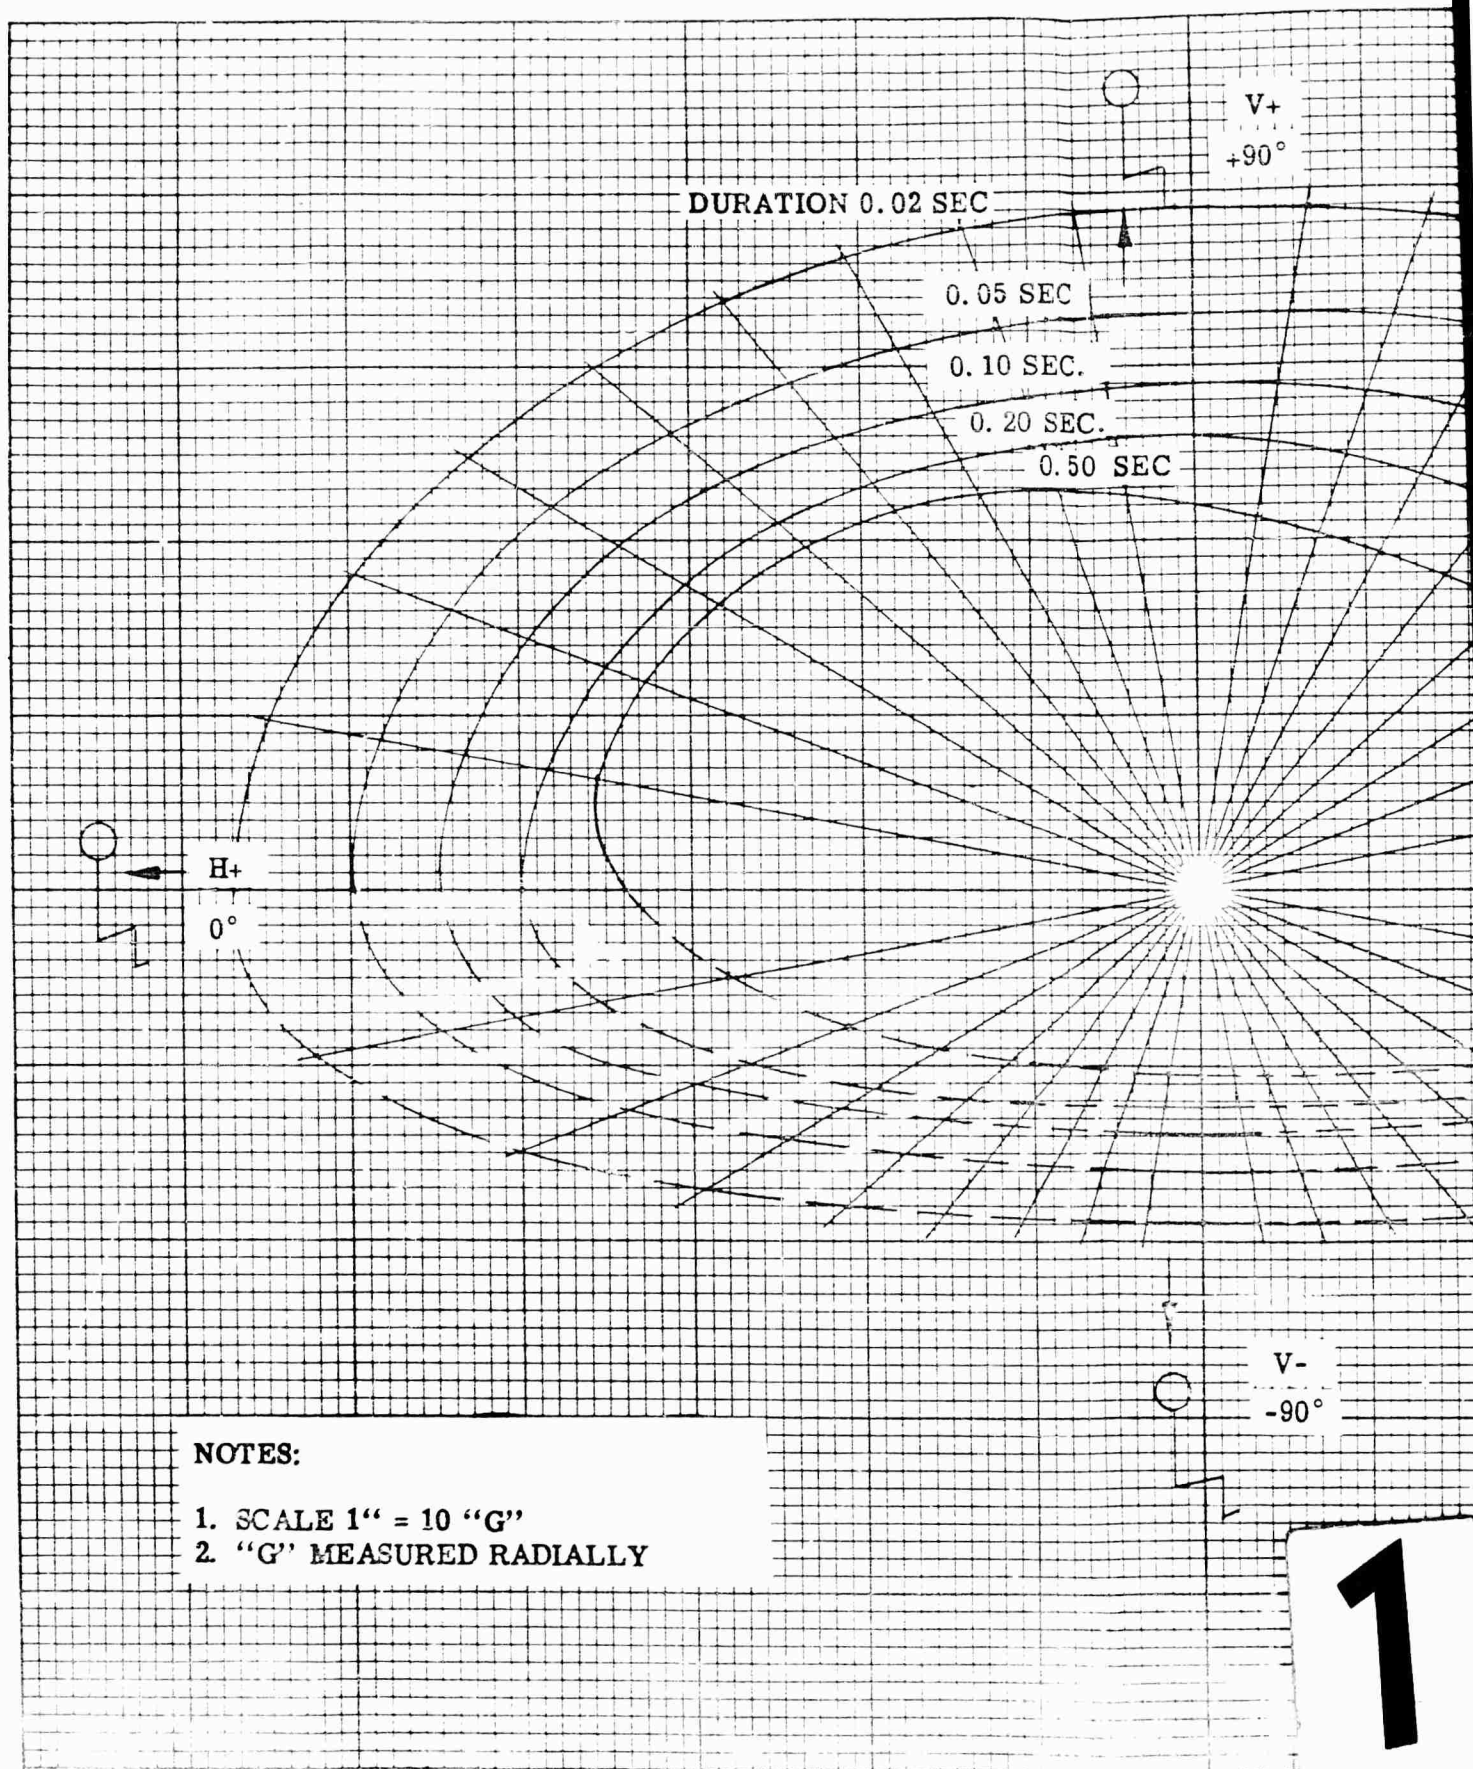 V+
+90°
DURATION 0.02 SEC
0.05 SEC
0.10 SEC.
0.20 SEC.
0.50 SEC
H+
0°
V-
-90°
NOTES:
1. SCALE 1“ = 10 “G”
2. “G” MEASURED RADIALLY
1